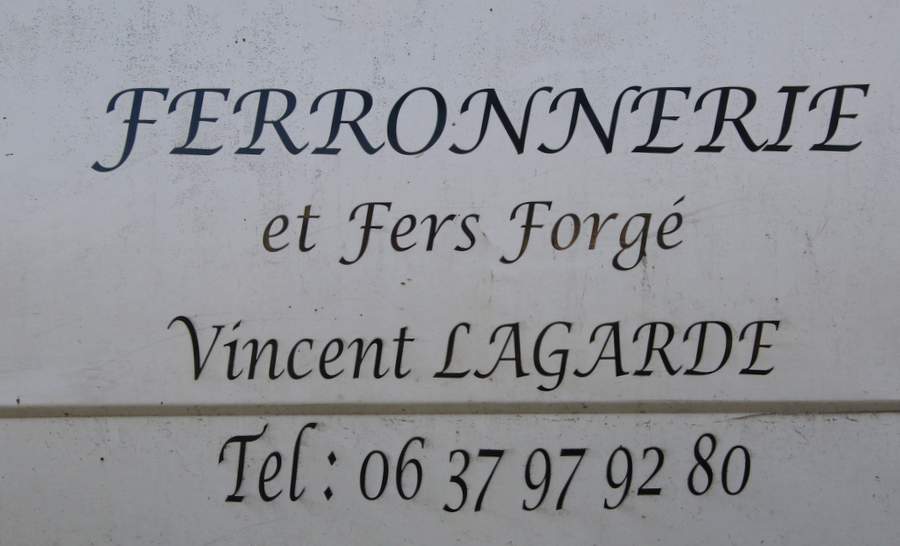 FERRONNERIE
et Fers Forgé
Vincent LAGARDE
Tel : 06 37 97 92 80